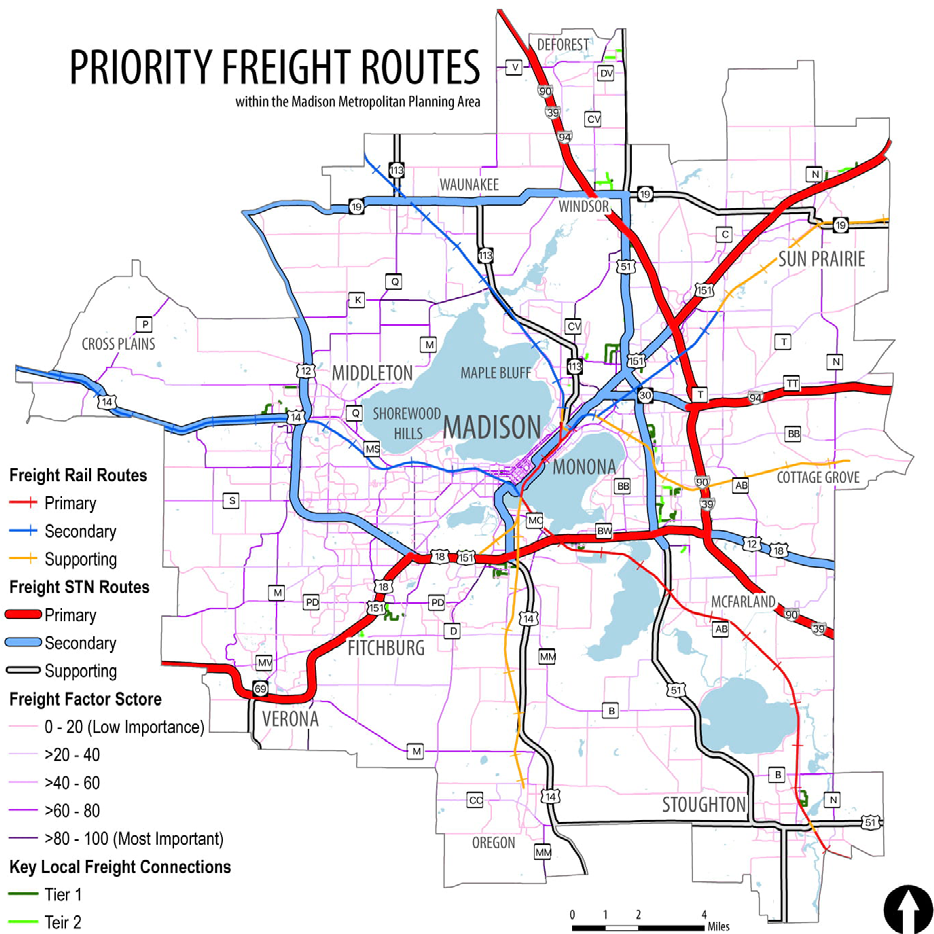 PRIORITY FREIGHT ROUTES
within the Madison Metropolitan Planning Area
DEFOREST
V
DV
90
39
CV
94
113
N
WAUNAKEE
19
19
WINDSOR
19
C
113
51
SUN PRAIRIE
Q
151
K
P
CV
CROSS PLAINS
M
T
151
113
N
12
MIDDLETON
MAPLE BLUFF
TT
14
30
T
94
14
Q
SHOREWOOD
HILLS
MADISON
BB
MS
MONONA
COTTAGE GROVE
Freight Rail Routes
Primary
Secondary
Supporting
S
BB
90
AB
39
MC
BW
12
18
Freight STN Routes
Primary
Secondary
Supporting
18
151
18
M
PD
151
PD
14
D
MCFARLAND
90
39
AB
FITCHBURG
MV
MM
69
51
VERONA
Freight Factor Sctore
0 - 20 (Low Importance)
>20 - 40
>40 - 60
>60 - 80
>80 - 100 (Most Important)
B
M
B
CC
14
STOUGHTON
N
51
OREGON
MM
Key Local Freight Connections
Tier 1
Teir 2
0 1 2 4
Miles